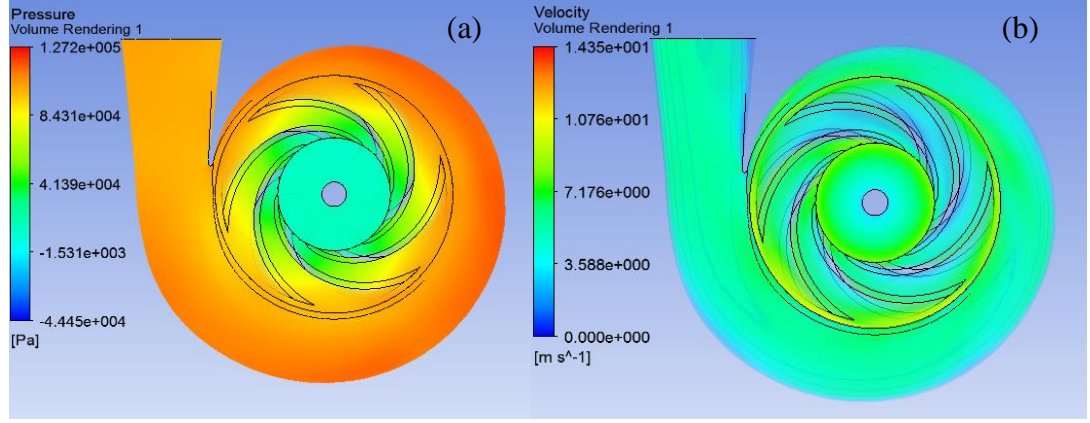 Pressure
Volume Rendering 1
(a)
1.272e+005
8.431e+004
4.139e+004
-1.531e+003
-4.445e+004
[Pa]
Velocity
Volume Rendering 1
(b)
1.435e+001
1.076e+001
7.176e+000
3.588e+000
0.000e+000
[m s^-1]